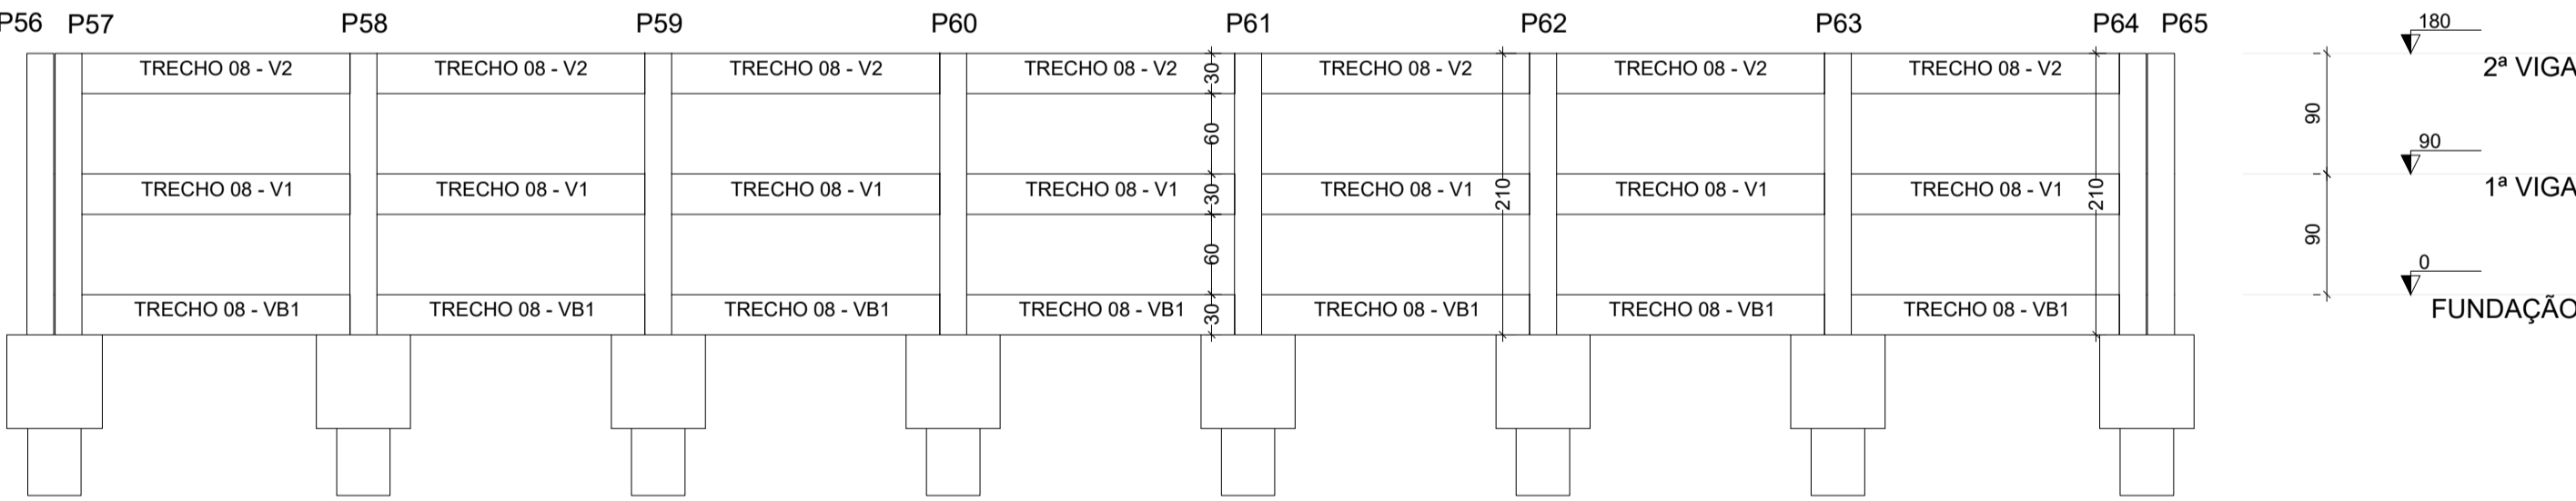 P56 P57 P58 P59 P60 P61 P62 P63 P64 P65
180
TRECHO 08 - V2 TRECHO 08 - V2 TRECHO 08 - V2 TRECHO 08 - V2 30 TRECHO 08 - V2 TRECHO 08 - V2 TRECHO 08 - V2 2ª VIGA
60 90
90
TRECHO 08 - V1 TRECHO 08 - V1 TRECHO 08 - V1 TRECHO 08 - V1 30 TRECHO 08 - V1 210 TRECHO 08 - V1 TRECHO 08 - V1 210 1ª VIGA
60 90
0
TRECHO 08 - VB1 TRECHO 08 - VB1 TRECHO 08 - VB1 TRECHO 08 - VB1 30 TRECHO 08 - VB1 TRECHO 08 - VB1 TRECHO 08 - VB1 FUNDAÇÃO